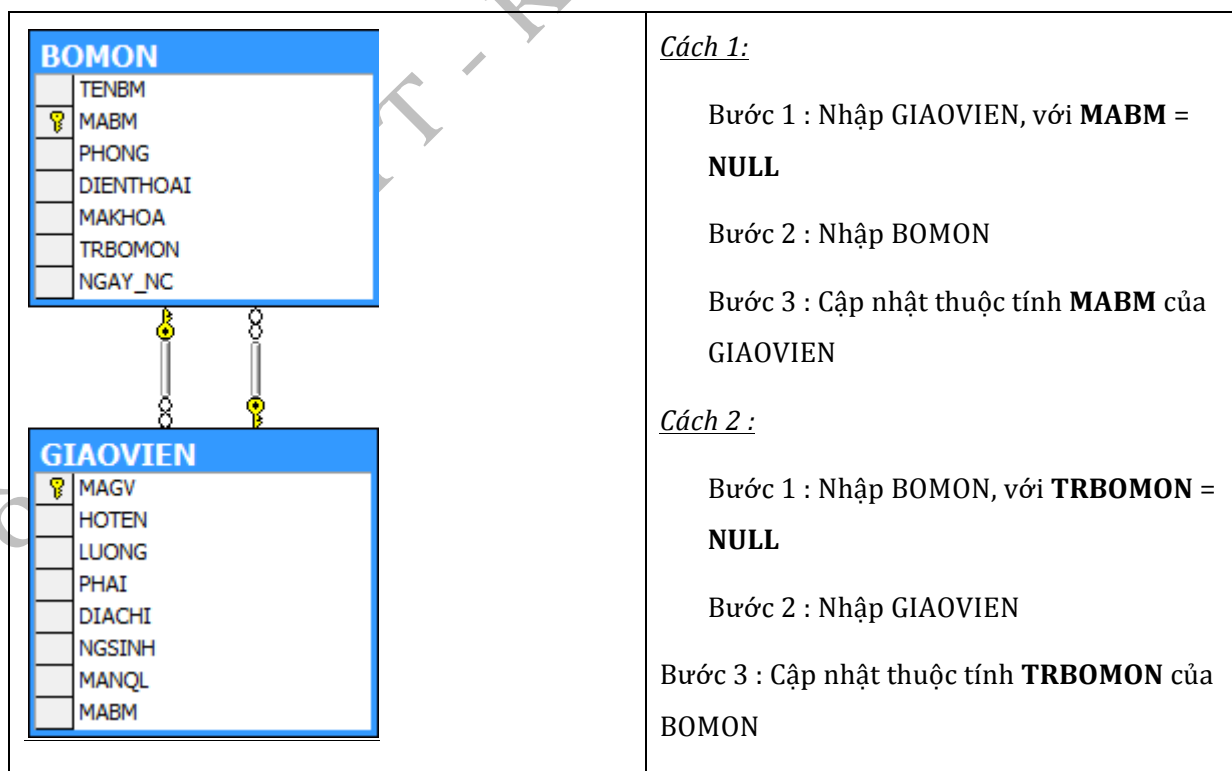 BOMON
TENBM
MABM
PHONG
DIENTHOAI
MAKHOA
TRBOMON
NGAY_NC
GIAOVIEN
MAGV
HOTEN
LUONG
PHAI
DIACHI
NGSINH
MANQL
MABM
Cách 1:
Bước 1 : Nhập GIAOVIEN, với MABM =
NULL
Bước 2 : Nhập BOMON
Bước 3 : Cập nhật thuộc tính MABM của
GIAOVIEN
Cách 2 :
Bước 1 : Nhập BOMON, với TRBOMON =
NULL
Bước 2 : Nhập GIAOVIEN
Bước 3 : Cập nhật thuộc tính TRBOMON của
BOMON